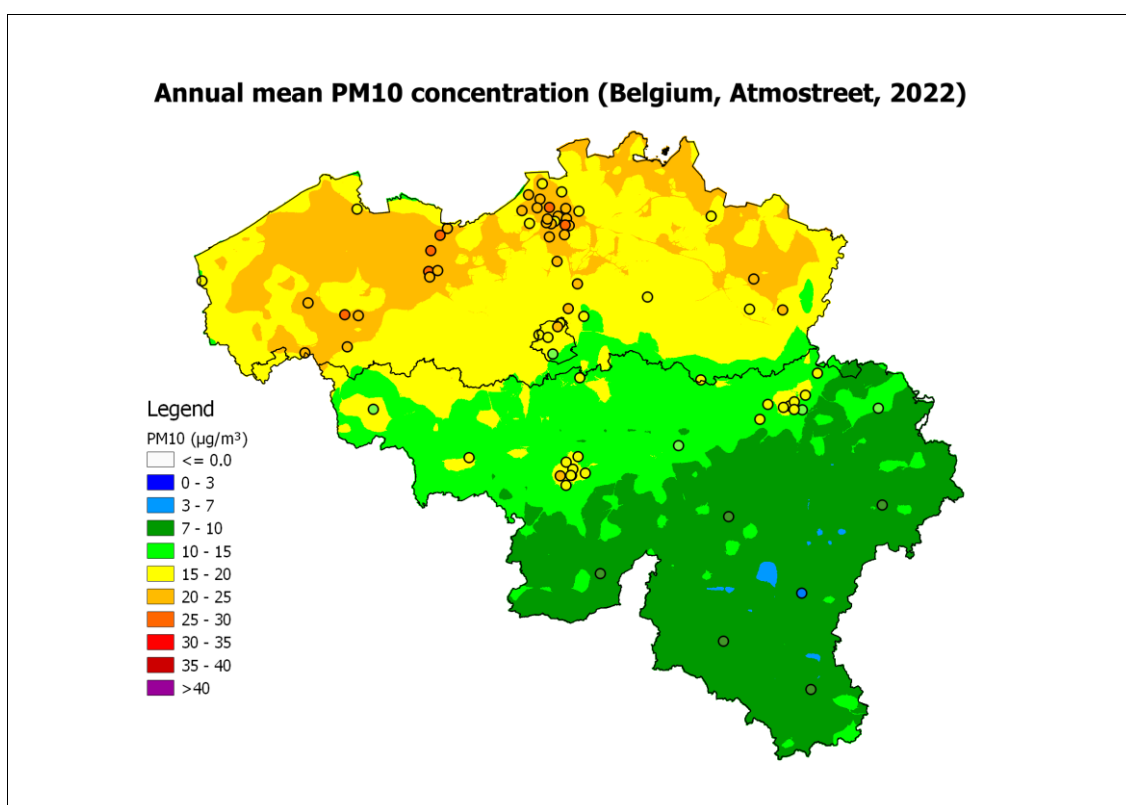 Annual mean PM10 concentration (Belgium, Atmostreet, 2022)
Legend
PM10 (µg/m³)
<= 0.0
0 - 3
3 - 7
7 - 10
10 - 15
15 - 20
20 - 25
25 - 30
30 - 35
35 - 40
>40